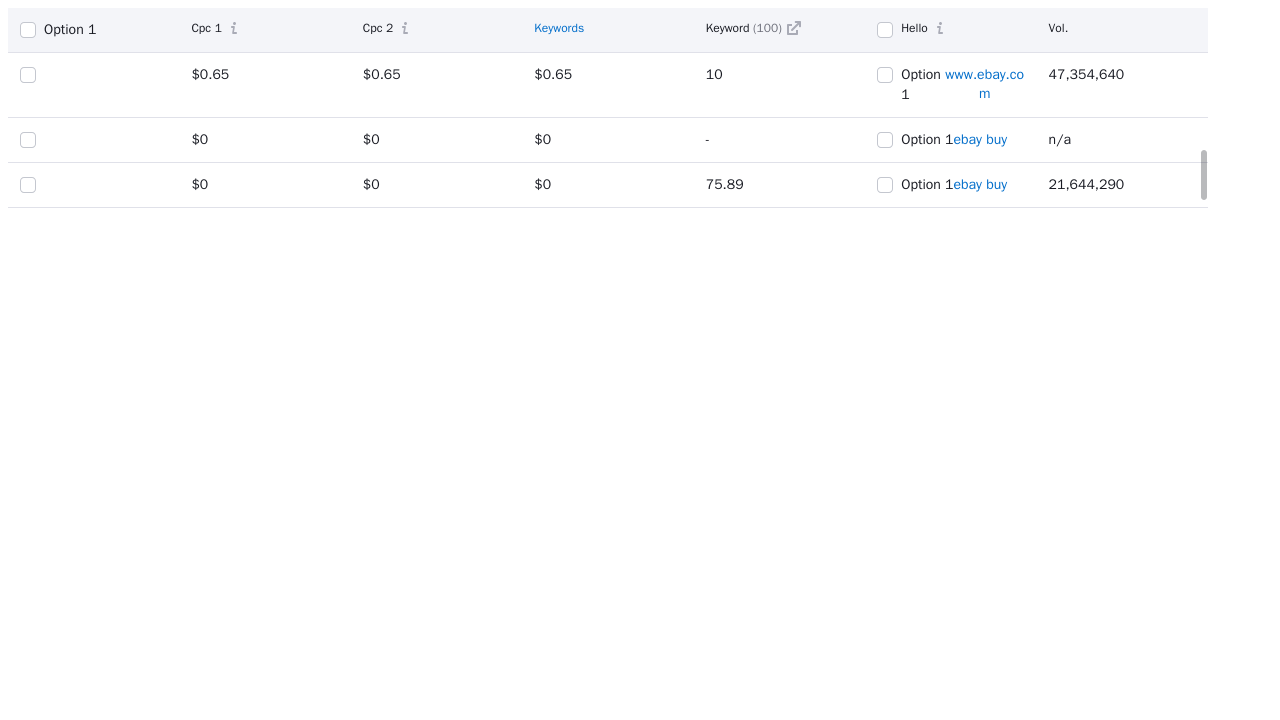 Option 1 Cpc 1 Cpc 2 Keywords Keyword (100) Hello Vol.
$0.65 $0.65 $0.65 10 Option www.ebay.co 47,354,640
1 m
$0 $0 $0 - Option 1ebay buy n/a
$0 $0 $0 75.89 Option 1ebay buy 21,644,290